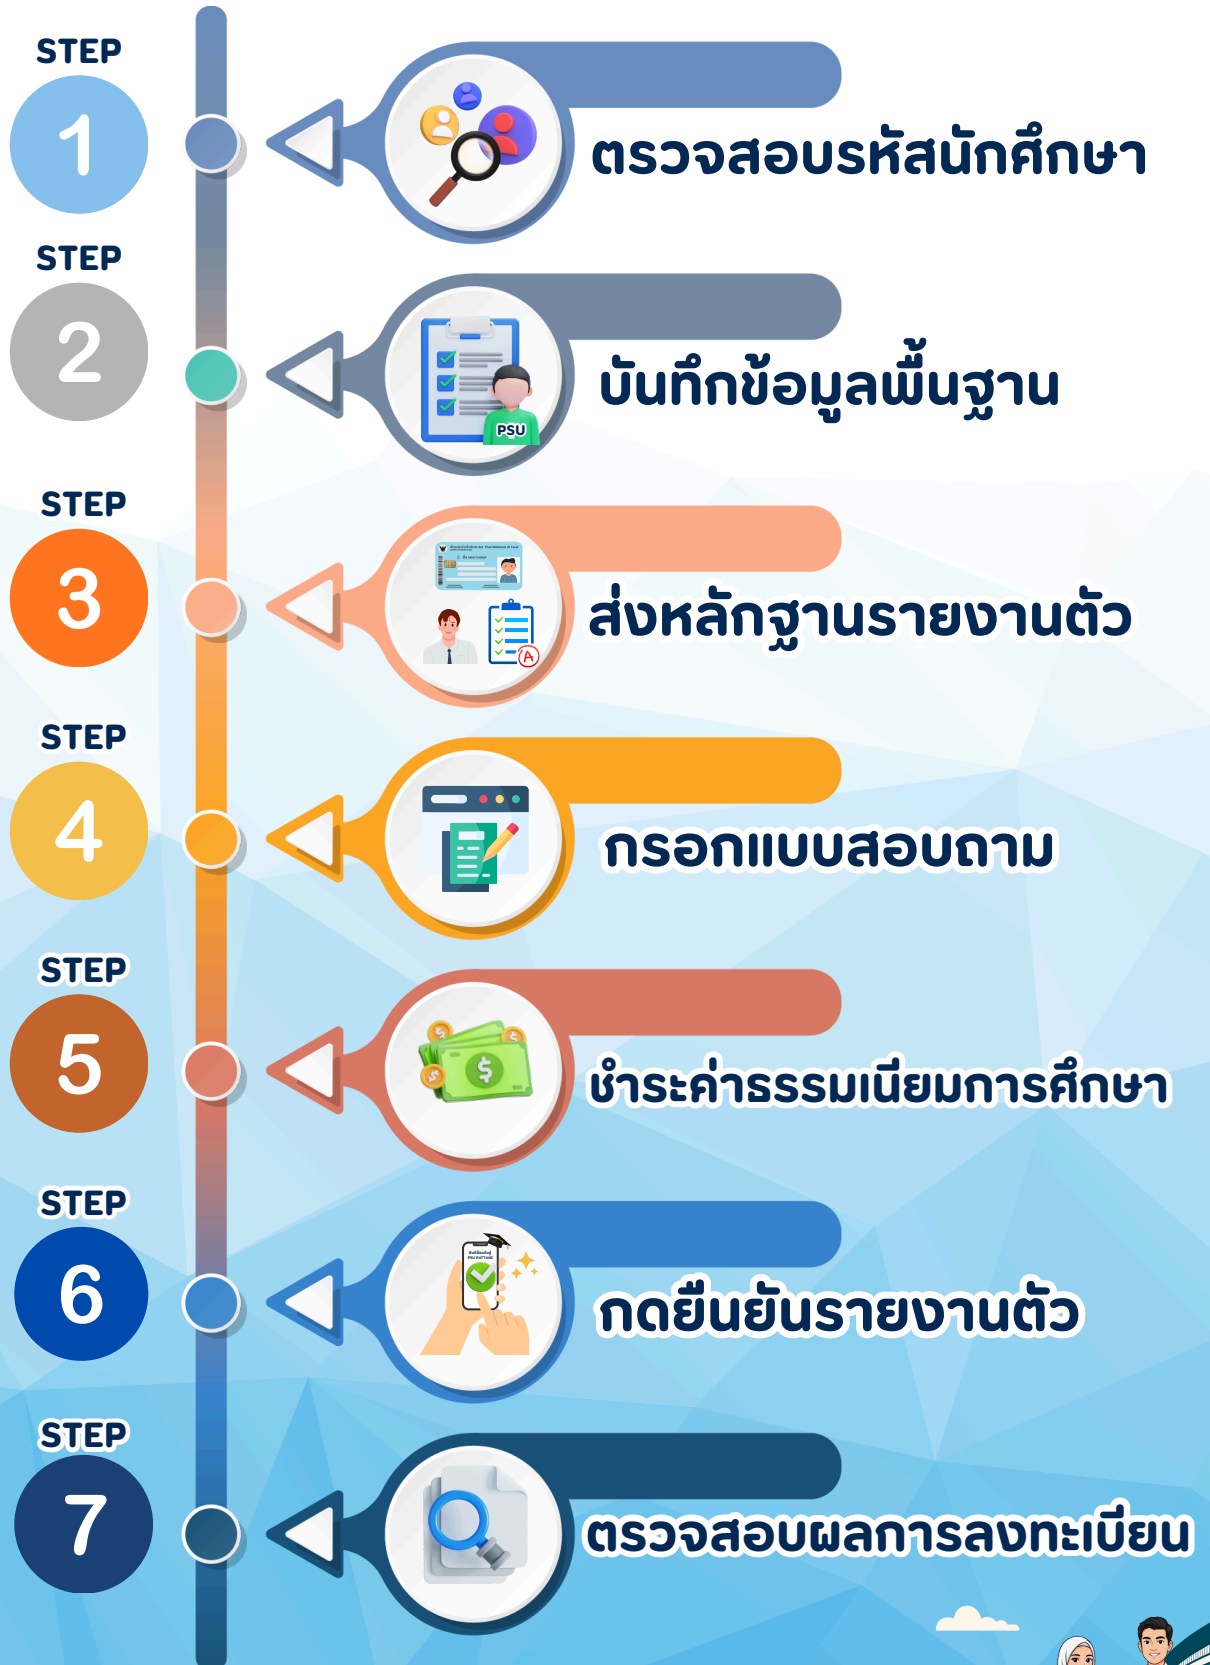 STEP
1
ตรวจสอบรหัสนักศึกษา
STEP
2
PSU
บันทึกข้อมูลพื้นฐาน
STEP
3
ส่งหลักฐานรายงานตัว
STEP
4
กรอกแบบสอบถาม
STEP
5
ชำระค่าธรรมเนียมการศึกษา
STEP
6
PSU PATTANI
กดยืนยันรายงานตัว
STEP
7
ตรวจสอบผลการลงทะเบียน